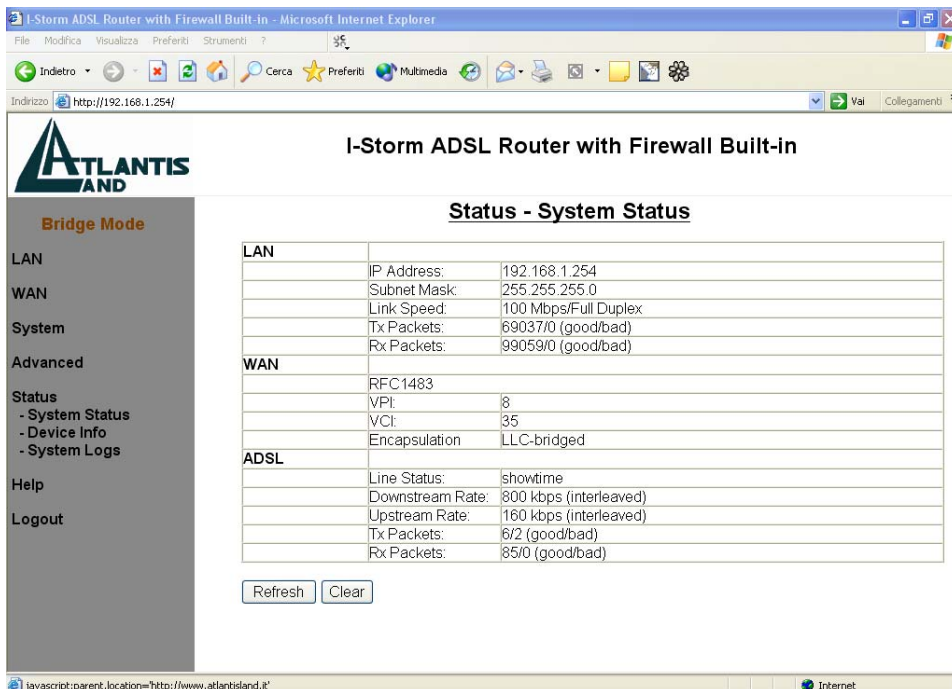 I-Storm ADSL Router with Firewall Built-in - Microsoft Internet Explorer
File Modifica Visualizza Preferiti Strumenti ?
Indietro Cerca Preferiti Multimedia
Indirizzo http://192.168.1.254/ Vai Collegamenti
ATLANTIS
LAND
I-Storm ADSL Router with Firewall Built-in
Bridge Mode
LAN
WAN
System
Advanced
Status
- System Status
- Device Info
- System Logs
Help
Logout
Status - System Status
LAN
IP Address: 192.168.1.254
Subnet Mask: 255.255.255.0
Link Speed: 100 Mbps/Full Duplex
Tx Packets: 69037/0 (good/bad)
Rx Packets: 99059/0 (good/bad)
WAN
RFC1483
VPI: 8
VCI: 35
Encapsulation LLC-bridged
ADSL
Line Status: showtime
Downstream Rate: 800 kbps (interleaved)
Upstream Rate: 160 kbps (interleaved)
Tx Packets: 6/2 (good/bad)
Rx Packets: 85/0 (good/bad)
Refresh Clear
javascript:parent.location='http://www.atlantisland.it' Internet